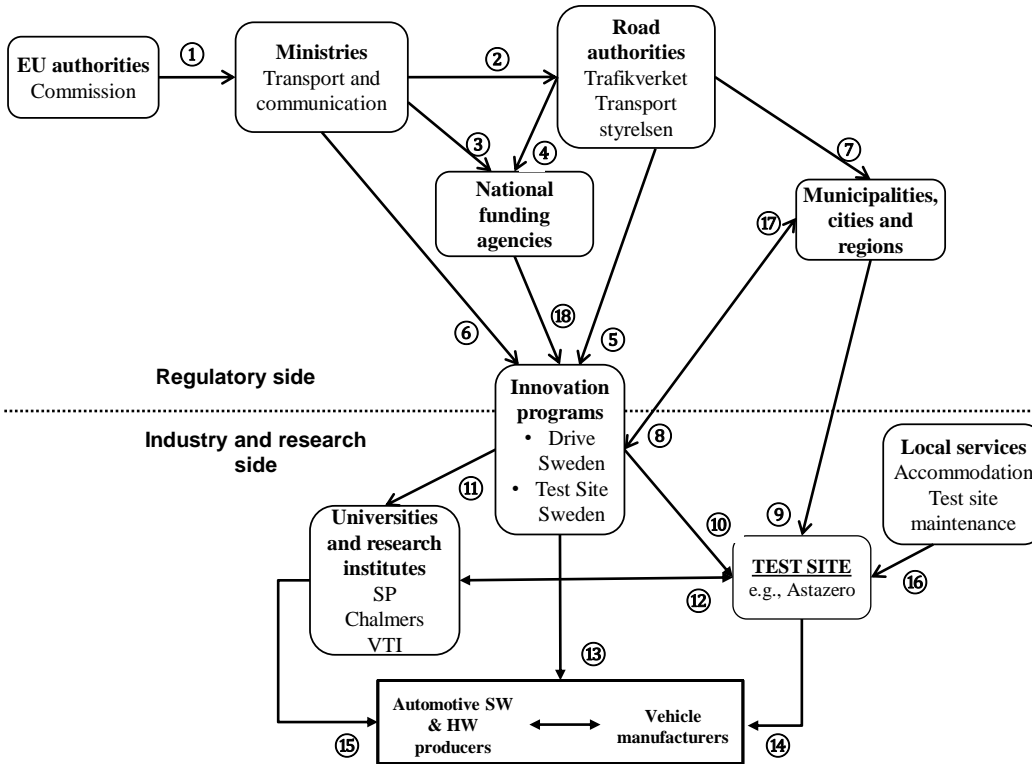 EU authorities
Commission
①
Ministries
Transport and
communication
②
Road
authorities
Trafikverket
Transport
styrelsen
③
④
⑦
National
funding
agencies
Municipalities,
cities and
regions
⑰
⑥
⑱
⑤
Regulatory side
Industry and research
side
Innovation
programs
• Drive
Sweden
• Test Site
Sweden
⑧
Local services
Accommodation
Test site
maintenance
⑪
⑩
⑨
Universities
and research
institutes
SP
Chalmers
VTI
TEST SITE
e.g., Astazero
⑫
⑯
⑬
Automotive SW
& HW
producers
Vehicle
manufacturers
⑮
⑭